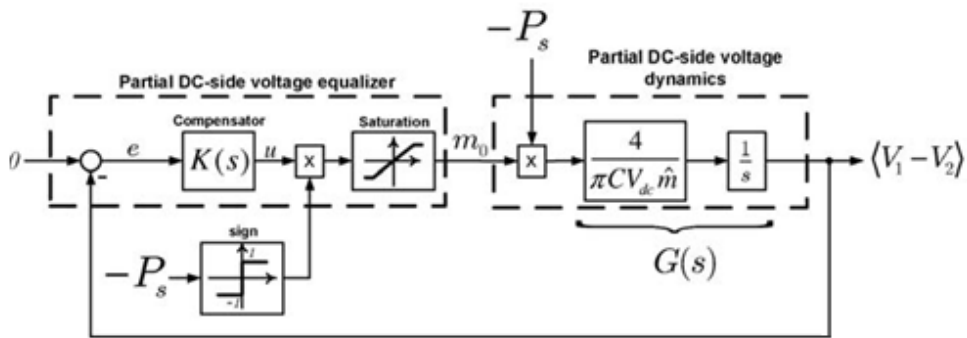 −P_s
Partial DC-side voltage equalizer
Partial DC-side voltage dynamics
Compensator
Saturation
0
e
K(s)
u
x
m_0
x
4
πCV_dc m̂
1
s
⟨V_1 − V_2⟩
-
sign
1
-1
−P_s
G(s)